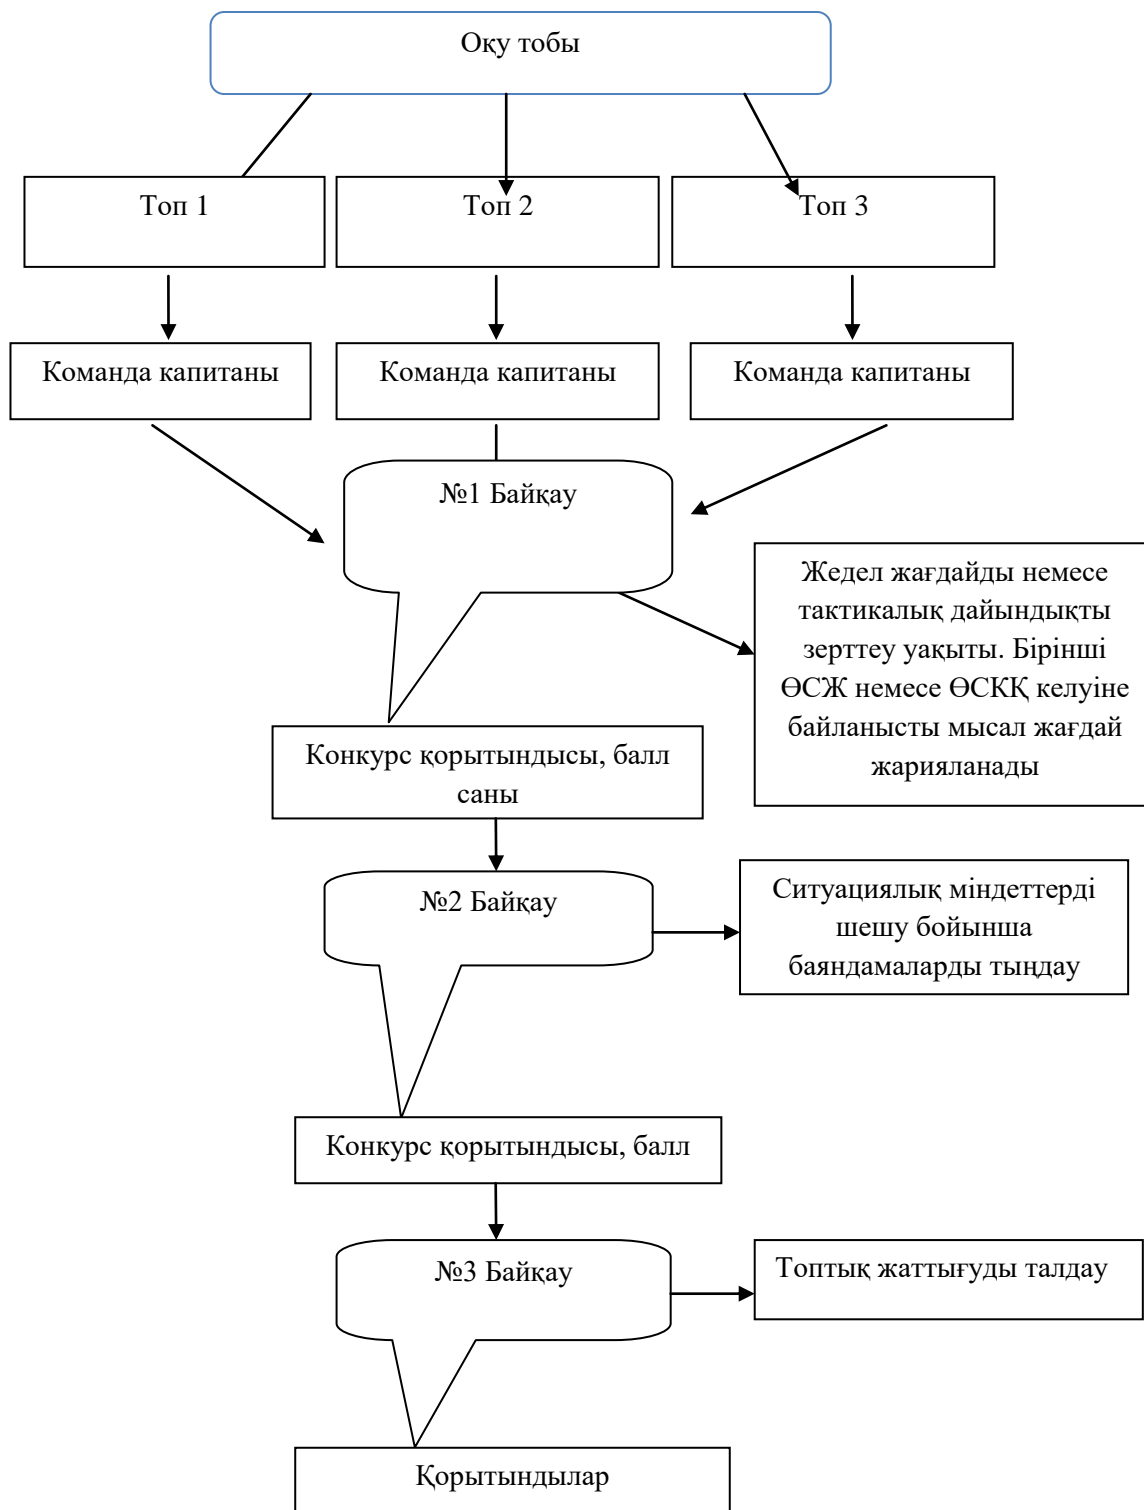 Оқу тобы
Топ 1
Топ 2
Топ 3
Команда капитаны
Команда капитаны
Команда капитаны
№1 Байқау
Жедел жағдайды немесе
тактикалық дайындықты
зерттеу уақыты. Бірінші
ӨСЖ немесе ӨСКҚ келуіне
байланысты мысал жағдай
жарияланады
Конкурс қорытындысы, балл
саны
№2 Байқау
Ситуациялық міндеттерді
шешу бойынша
баяндамаларды тыңдау
Конкурс қорытындысы, балл
№3 Байқау
Топтық жаттығуды талдау
Қорытындылар